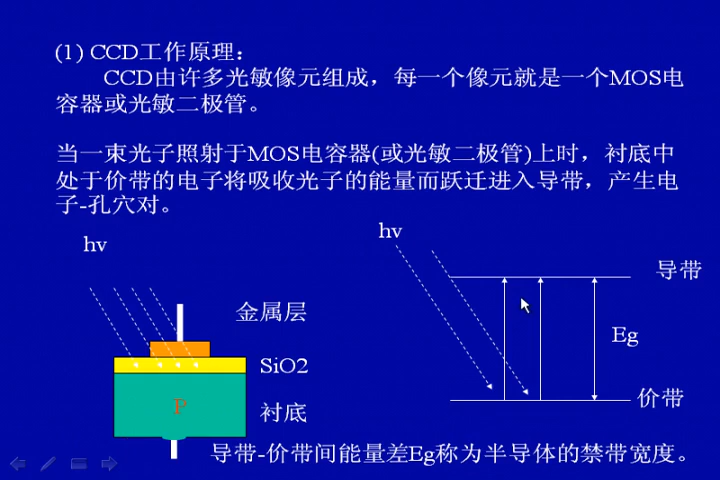 (1) CCD工作原理：
CCD由许多光敏像元组成，每一个像元就是一个MOS电
容器或光敏二极管。
当一束光子照射于MOS电容器(或光敏二极管)上时，衬底中
处于价带的电子将吸收光子的能量而跃迁进入导带，产生电
子-孔穴对。
hv
hv
导带
金属层
Eg
SiO2
价带
P
衬底
导带-价带间能量差Eg称为半导体的禁带宽度。